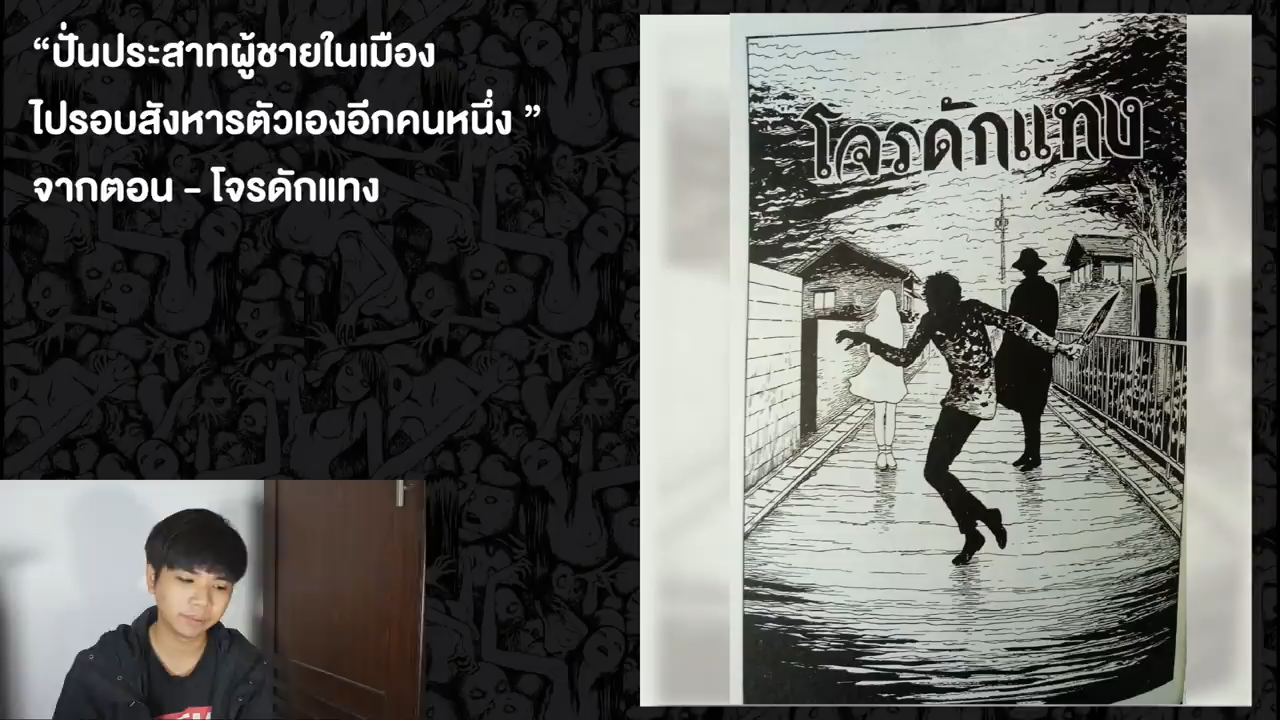 “ปั่นประสาทผู้ชายในเมือง
ไปรอบสังหารตัวเองอีกคนหนึ่ง ”
จากตอน - โจรดักแทง
โจรดักแทง